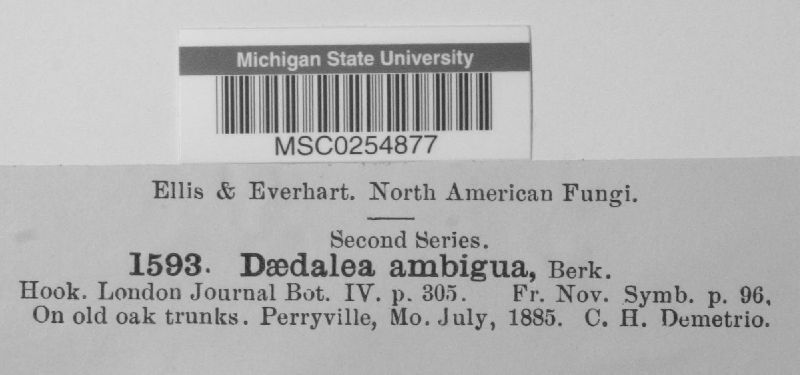 Michigan State University
MSC0254877
Ellis & Everhart. North American Fungi.
Second Series.
1593. Dædalea ambigua, Berk.
Hook. London Journal Bot. IV. p. 305. Fr. Nov. Symb. p. 96,
On old oak trunks. Perryville, Mo. July, 1885. C. H. Demetrio.